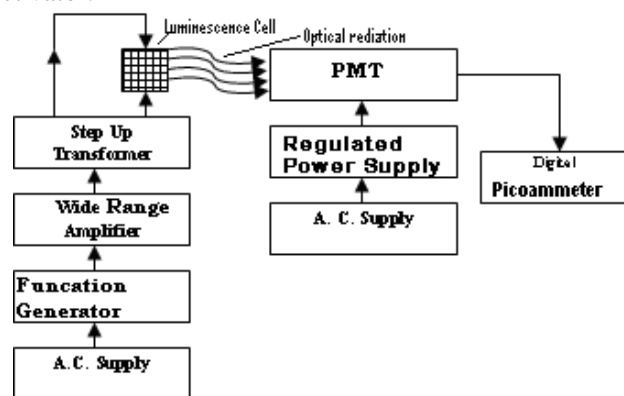 Luminescence Cell
Optical rediation
PMT
Step Up
Transformer
Regulated
Power Supply
Digital
Picoammeter
Wide Range
Amplifier
A. C. Supply
Funcation
Generator
A.C. Supply